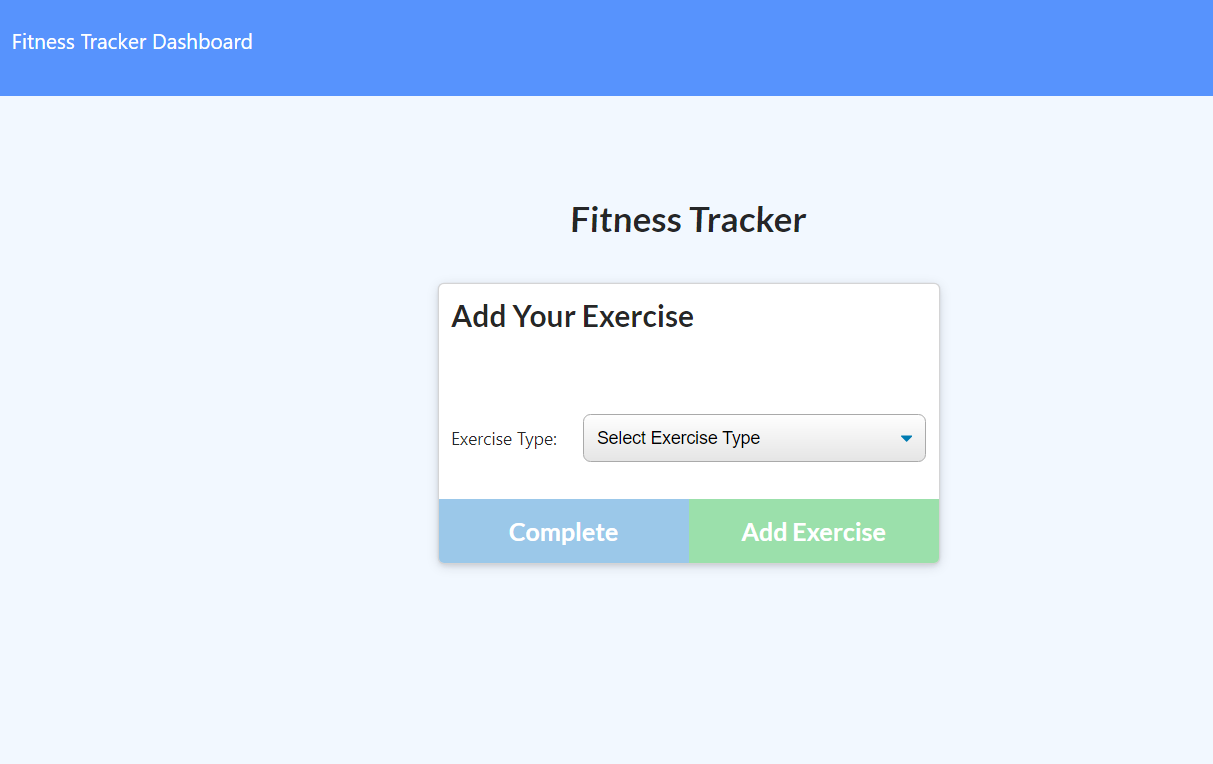 Fitness Tracker Dashboard
Fitness Tracker
Add Your Exercise
Exercise Type: Select Exercise Type
Complete Add Exercise